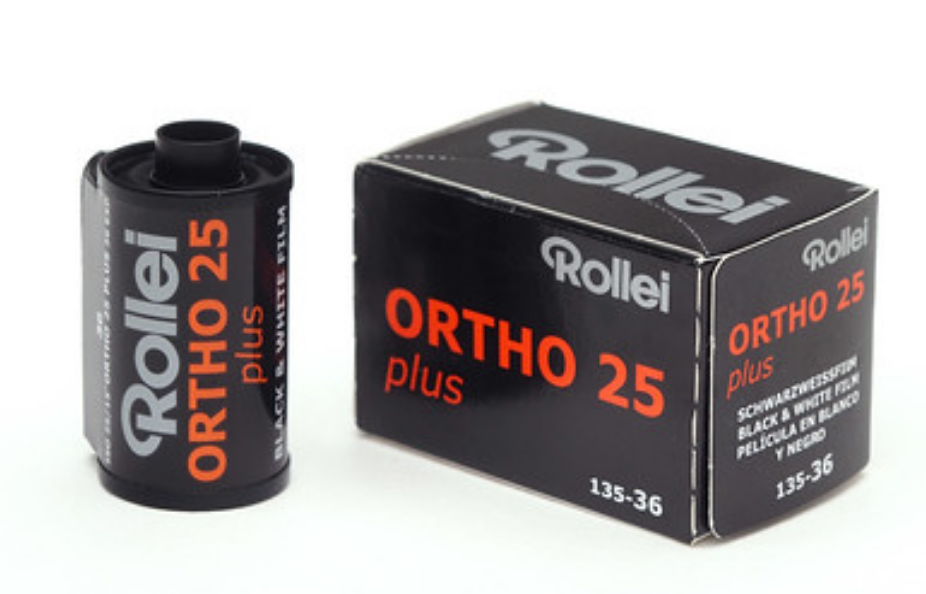 Rollei
ORTHO 25
plus
BLACK & WHITE FILM
Rollei
Rollei
ORTHO 25
plus
135-36
Rollei
ORTHO 25
plus
SCHWARZWEISSFILM
BLACK & WHITE FILM
PELÍCULA EN BLANCO
Y NEGRO
135-36